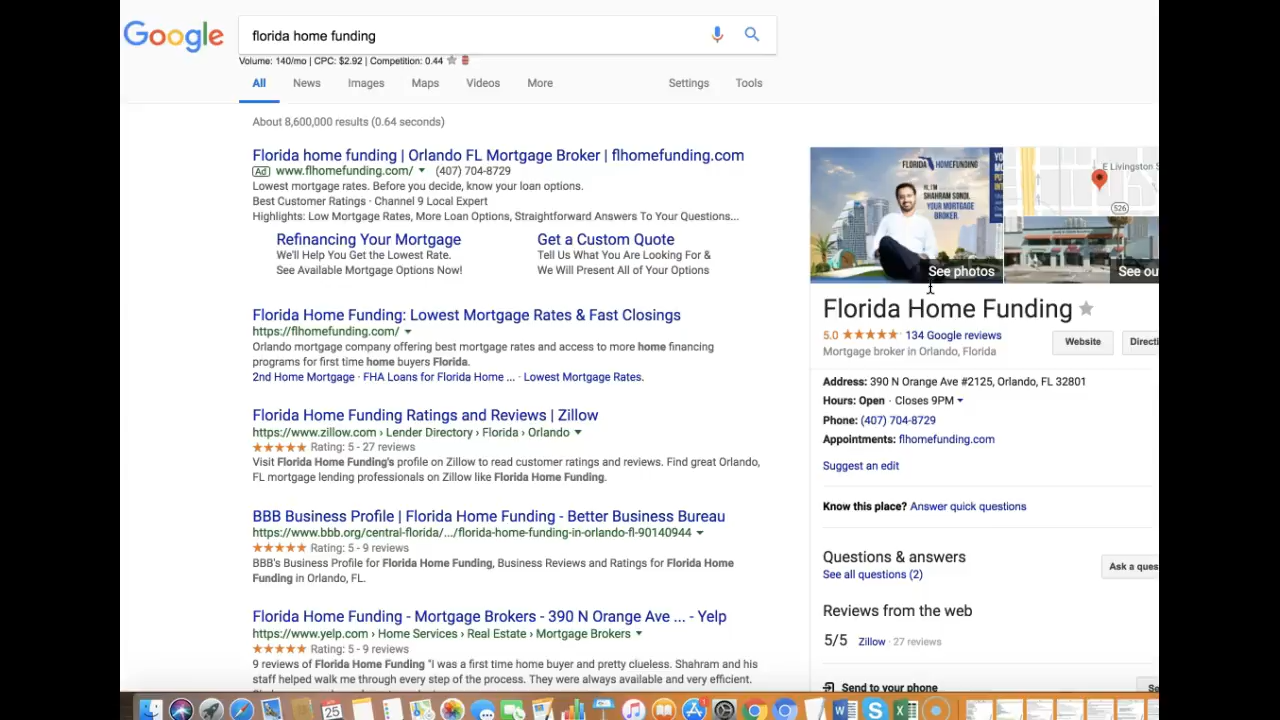 Google
florida home funding
Volume: 140/mo | CPC: $2.92 | Competition: 0.44
All News Images Maps Videos More Settings Tools
About 8,600,000 results (0.64 seconds)
Florida home funding | Orlando FL Mortgage Broker | flhomefunding.com
Ad www.flhomefunding.com/ (407) 704-8729
Lowest mortgage rates. Before you decide, know your loan options.
Best Customer Ratings · Channel 9 Local Expert
Highlights: Low Mortgage Rates, More Loan Options, Straightforward Answers To Your Questions...
Refinancing Your Mortgage
We'll Help You Get the Lowest Rate.
See Available Mortgage Options Now!
Get a Custom Quote
Tell Us What You Are Looking For &
We Will Present All of Your Options
Florida Home Funding: Lowest Mortgage Rates & Fast Closings
https://flhomefunding.com/
Orlando mortgage company offering best mortgage rates and access to more home financing
programs for first time home buyers Florida.
2nd Home Mortgage · FHA Loans for Florida Home ... · Lowest Mortgage Rates.
Florida Home Funding Ratings and Reviews | Zillow
https://www.zillow.com › Lender Directory › Florida › Orlando
Rating: 5 - 27 reviews
Visit Florida Home Funding's profile on Zillow to read customer ratings and reviews. Find great Orlando,
FL mortgage lending professionals on Zillow like Florida Home Funding.
BBB Business Profile | Florida Home Funding - Better Business Bureau
https://www.bbb.org/central-florida/.../florida-home-funding-in-orlando-fl-90140944
Rating: 5 - 9 reviews
BBB's Business Profile for Florida Home Funding, Business Reviews and Ratings for Florida Home
Funding in Orlando, FL.
Florida Home Funding - Mortgage Brokers - 390 N Orange Ave ... - Yelp
https://www.yelp.com › Home Services › Real Estate › Mortgage Brokers
Rating: 5 - 9 reviews
9 reviews of Florida Home Funding "I was a first time home buyer and pretty clueless. Shahram and his
staff helped walk me through every step of the process. They were always available and very efficient.
FLORIDA HOMEFUNDING
HI, I'M
SHAHRAM SONDI,
YOUR MORTGAGE
BROKER.
See photos
E Livingston S
526
See ou
Florida Home Funding
5.0 134 Google reviews
Mortgage broker in Orlando, Florida
Website
Directi
Address: 390 N Orange Ave #2125, Orlando, FL 32801
Hours: Open · Closes 9PM
Phone: (407) 704-8729
Appointments: flhomefunding.com
Suggest an edit
Know this place? Answer quick questions
Questions & answers
See all questions (2)
Ask a ques
Reviews from the web
5/5 Zillow · 27 reviews
Send to your phone
Se
25